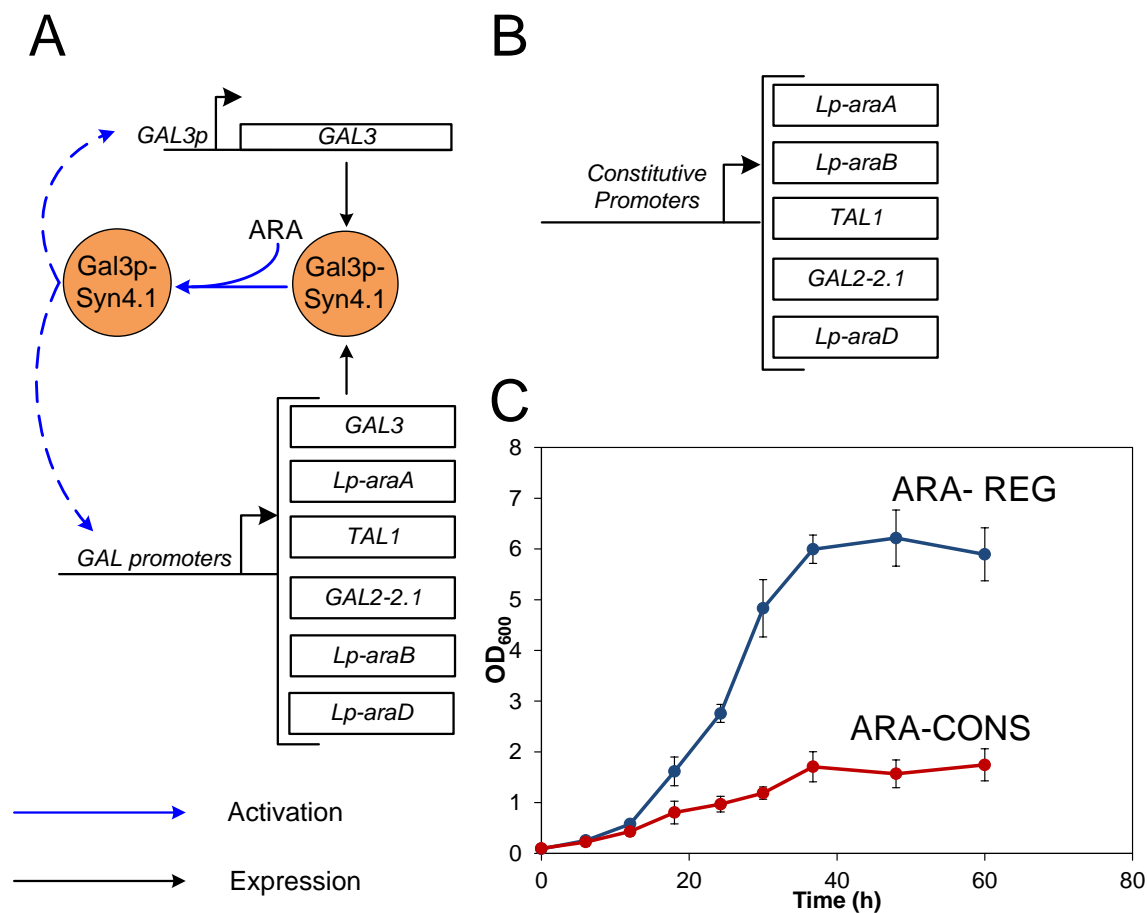 A
GAL3p
GAL3
ARA
Gal3p-
Syn4.1
Gal3p-
Syn4.1
GAL promoters
GAL3
Lp-araA
TAL1
GAL2-2.1
Lp-araB
Lp-araD
Activation
Expression
B
Constitutive
Promoters
Lp-araA
Lp-araB
TAL1
GAL2-2.1
Lp-araD
C
8
7
6
5
4
3
2
1
0
OD600
ARA- REG
ARA-CONS
0 20 40 60 80
Time (h)